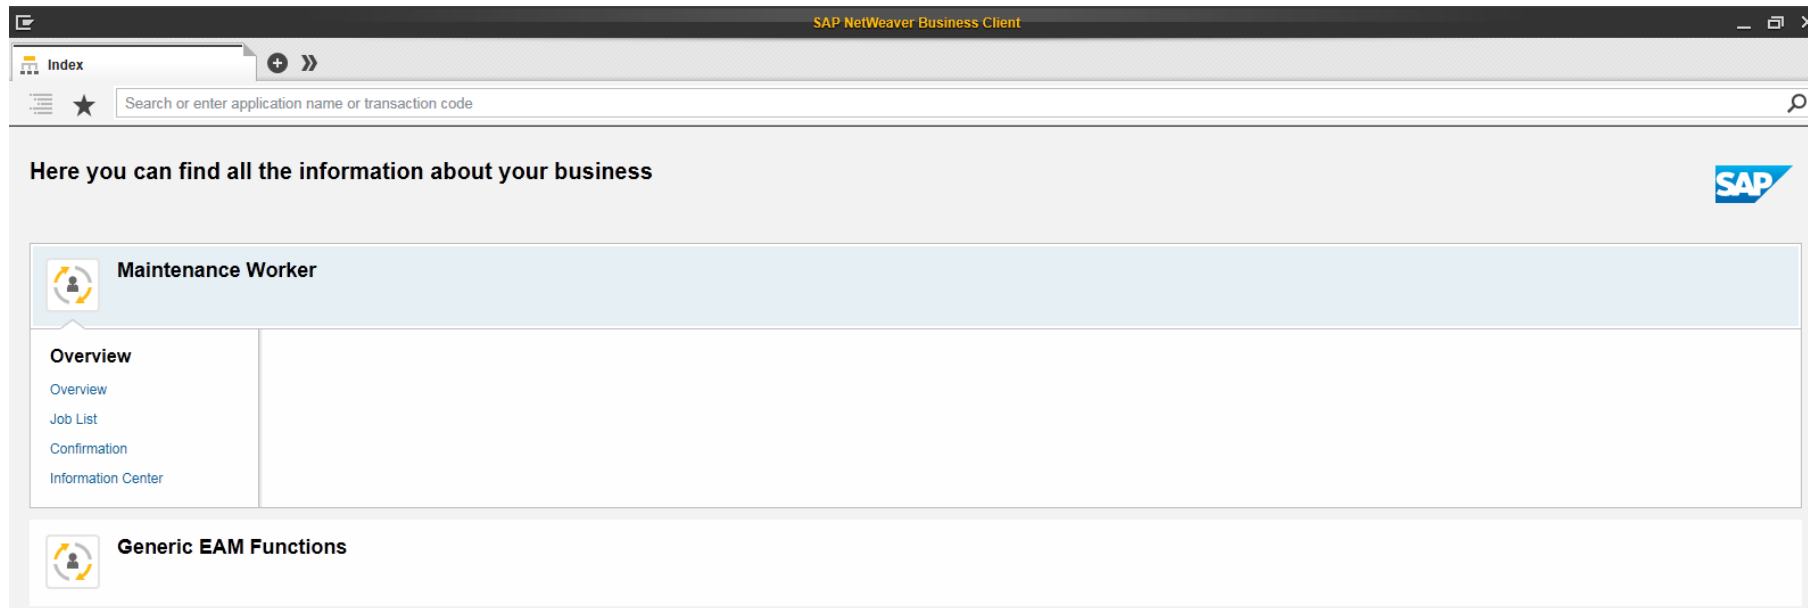 SAP NetWeaver Business Client
Index
Search or enter application name or transaction code
Here you can find all the information about your business
SAP
Maintenance Worker
Overview
Overview
Job List
Confirmation
Information Center
Generic EAM Functions